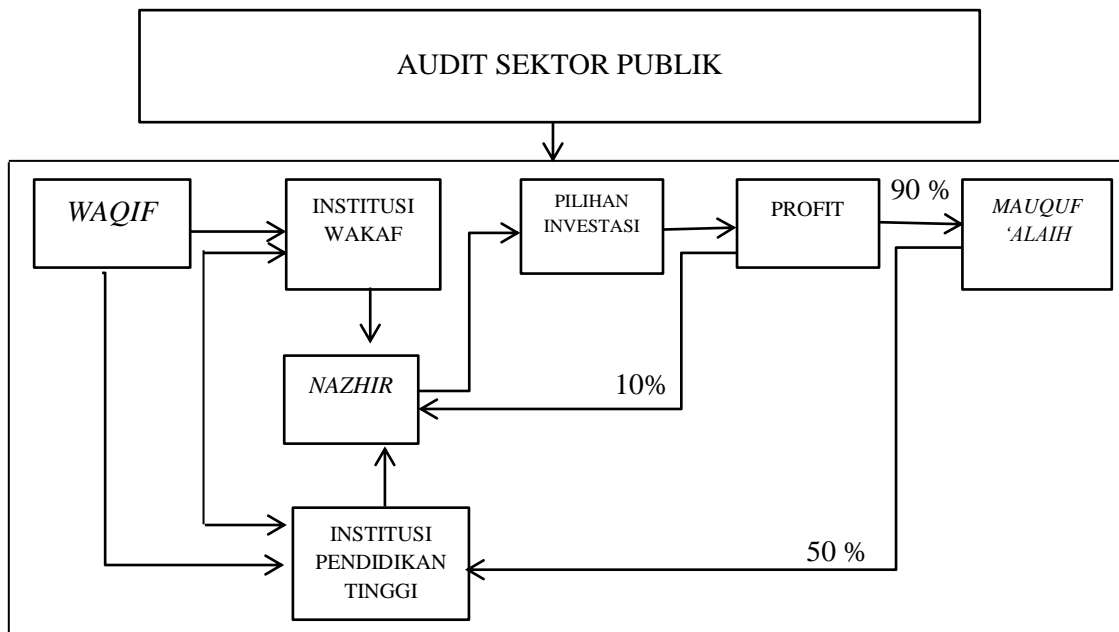 AUDIT SEKTOR PUBLIK
WAQIF
INSTITUSI
WAKAF
PILIHAN
INVESTASI
PROFIT
90 %
MAUQUF
‘ALAIH
NAZHIR
10%
INSTITUSI
PENDIDIKAN
TINGGI
50 %